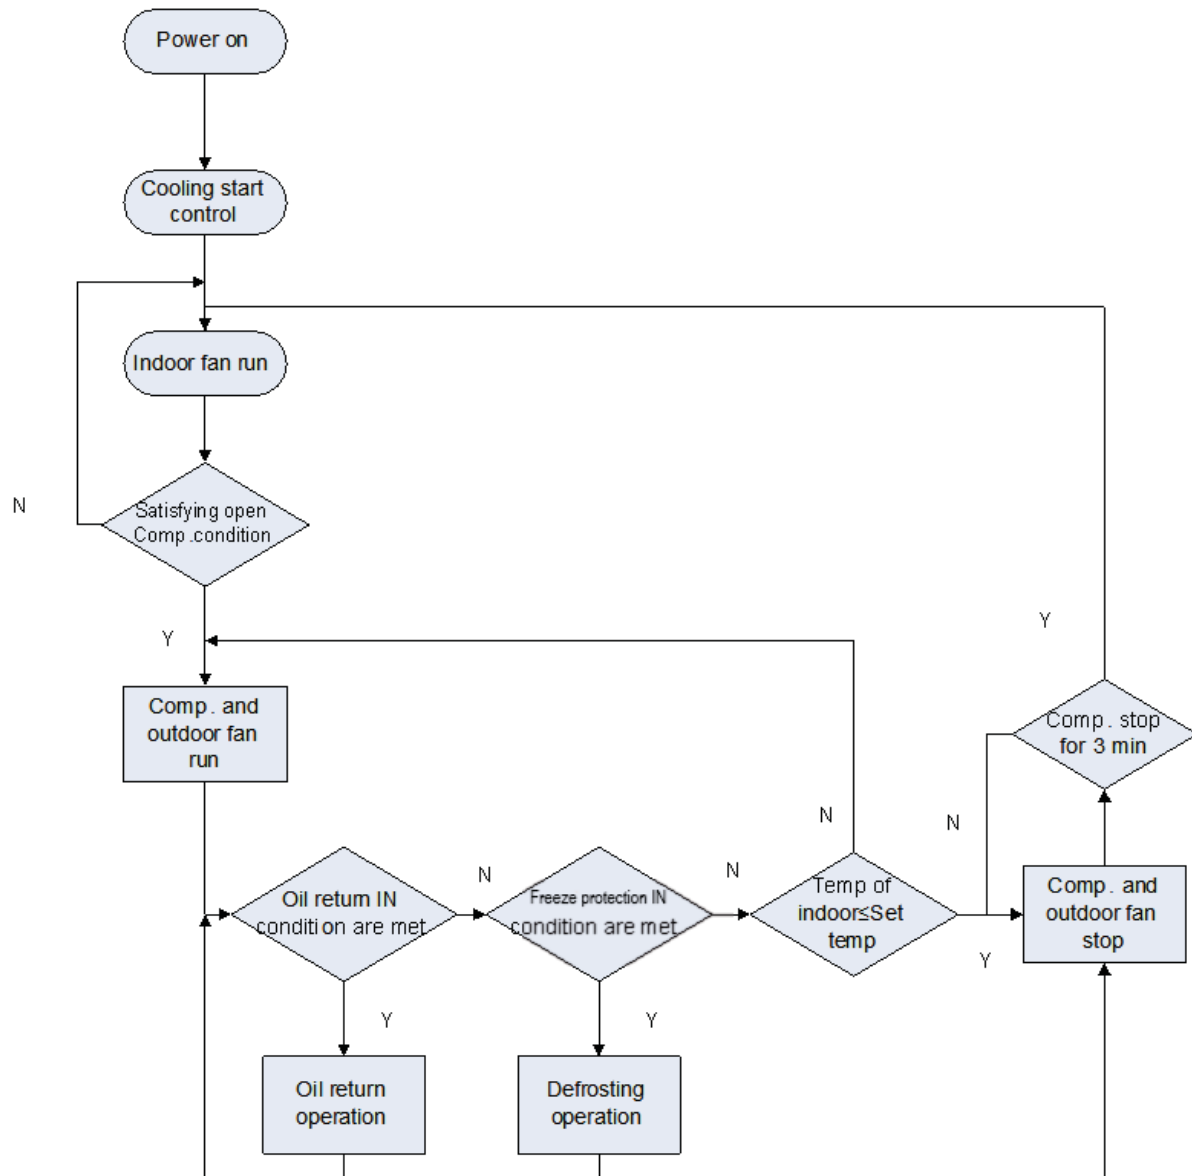 Power on
Cooling start
control
Indoor fan run
N
Satisfying open
Comp.condition
Y
Y
Comp. and
outdoor fan
run
Comp. stop
for 3 min
N
N
Oil return IN
condition are met
N
Freeze protection IN
condition are met
N
Temp of
indoor≤Set
temp
Y
Comp. and
outdoor fan
stop
Y
Y
Oil return
operation
Defrosting
operation